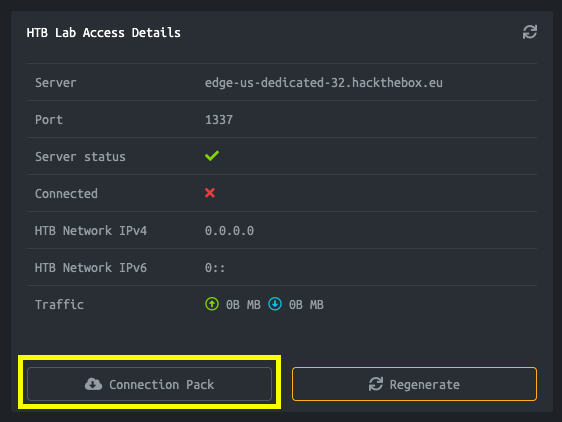 HTB Lab Access Details
Server edge-us-dedicated-32.hackthebox.eu
Port 1337
Server status
Connected
HTB Network IPv4 0.0.0.0
HTB Network IPv6 0::
Traffic 0B MB 0B MB
Connection Pack Regenerate